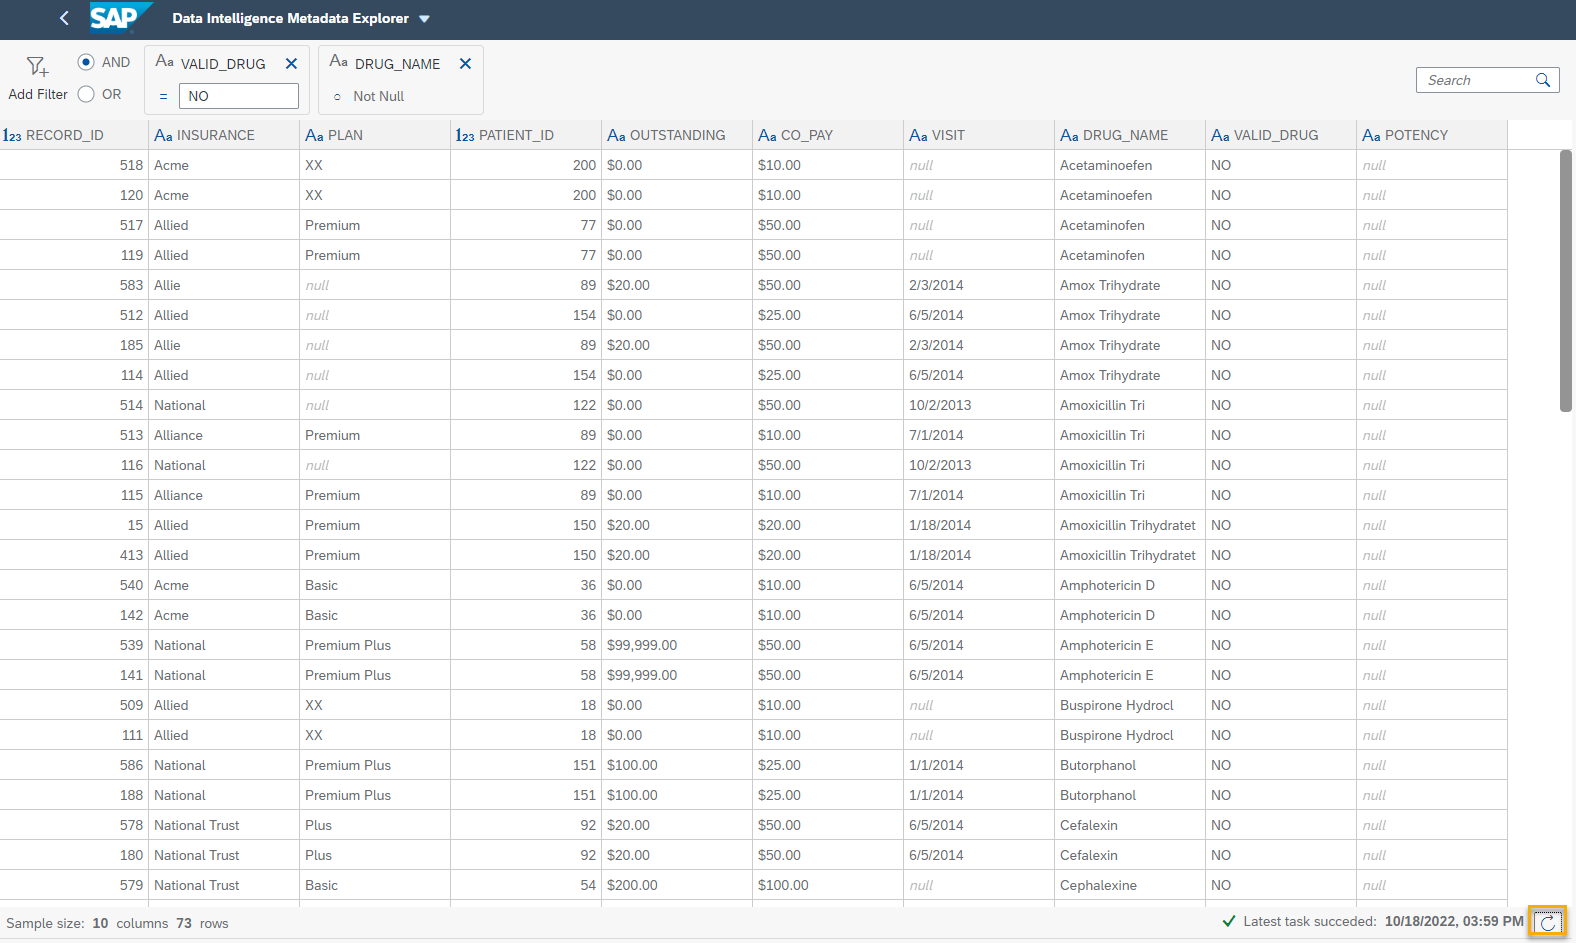 SAP Data Intelligence Metadata Explorer
AND Aa VALID_DRUG Aa DRUG_NAME
Search
Add Filter OR = NO Not Null
123 RECORD_ID Aa INSURANCE Aa PLAN 123 PATIENT_ID Aa OUTSTANDING Aa CO_PAY Aa VISIT Aa DRUG_NAME Aa VALID_DRUG Aa POTENCY
518 Acme XX 200 $0.00 $10.00 null Acetaminoefen NO null
120 Acme XX 200 $0.00 $10.00 null Acetaminoefen NO null
517 Allied Premium 77 $0.00 $50.00 null Acetaminofen NO null
119 Allied Premium 77 $0.00 $50.00 null Acetaminofen NO null
583 Allie null 89 $20.00 $50.00 2/3/2014 Amox Trihydrate NO null
512 Allied null 154 $0.00 $25.00 6/5/2014 Amox Trihydrate NO null
185 Allie null 89 $20.00 $50.00 2/3/2014 Amox Trihydrate NO null
114 Allied null 154 $0.00 $25.00 6/5/2014 Amox Trihydrate NO null
514 National null 122 $0.00 $50.00 10/2/2013 Amoxicillin Tri NO null
513 Alliance Premium 89 $0.00 $10.00 7/1/2014 Amoxicillin Tri NO null
116 National null 122 $0.00 $50.00 10/2/2013 Amoxicillin Tri NO null
115 Alliance Premium 89 $0.00 $10.00 7/1/2014 Amoxicillin Tri NO null
15 Allied Premium 150 $20.00 $20.00 1/18/2014 Amoxicillin Trihydratet NO null
413 Allied Premium 150 $20.00 $20.00 1/18/2014 Amoxicillin Trihydratet NO null
540 Acme Basic 36 $0.00 $10.00 6/5/2014 Amphotericin D NO null
142 Acme Basic 36 $0.00 $10.00 6/5/2014 Amphotericin D NO null
539 National Premium Plus 58 $99,999.00 $50.00 6/5/2014 Amphotericin E NO null
141 National Premium Plus 58 $99,999.00 $50.00 6/5/2014 Amphotericin E NO null
509 Allied XX 18 $0.00 $10.00 null Buspirone Hydrocl NO null
111 Allied XX 18 $0.00 $10.00 null Buspirone Hydrocl NO null
586 National Premium Plus 151 $100.00 $25.00 1/1/2014 Butorphanol NO null
188 National Premium Plus 151 $100.00 $25.00 1/1/2014 Butorphanol NO null
578 National Trust Plus 92 $20.00 $50.00 6/5/2014 Cefalexin NO null
180 National Trust Plus 92 $20.00 $50.00 6/5/2014 Cefalexin NO null
579 National Trust Basic 54 $200.00 $100.00 null Cephalexine NO null
Sample size: 10 columns 73 rows Latest task succeded: 10/18/2022, 03:59 PM